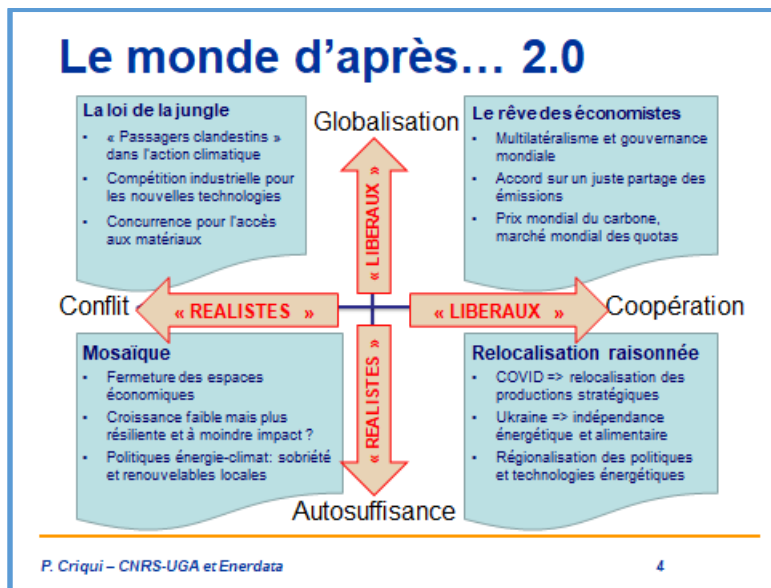 Le monde d'après… 2.0
La loi de la jungle
▪ « Passagers clandestins »
dans l'action climatique
▪ Compétition industrielle pour
les nouvelles technologies
▪ Concurrence pour l'accès
aux matériaux
Globalisation
Le rêve des économistes
▪ Multilatéralisme et gouvernance
mondiale
▪ Accord sur un juste partage des
émissions
▪ Prix mondial du carbone,
marché mondial des quotas
« LIBERAUX »
Conflit
« REALISTES »
« LIBERAUX »
Coopération
Mosaïque
▪ Fermeture des espaces
économiques
▪ Croissance faible mais plus
résiliente et à moindre impact ?
▪ Politiques énergie-climat: sobriété
et renouvelables locales
« REALISTES »
Relocalisation raisonnée
▪ COVID => relocalisation des
productions stratégiques
▪ Ukraine => indépendance
énergétique et alimentaire
▪ Régionalisation des politiques
et technologies énergétiques
Autosuffisance
P. Criqui – CNRS-UGA et Enerdata
4